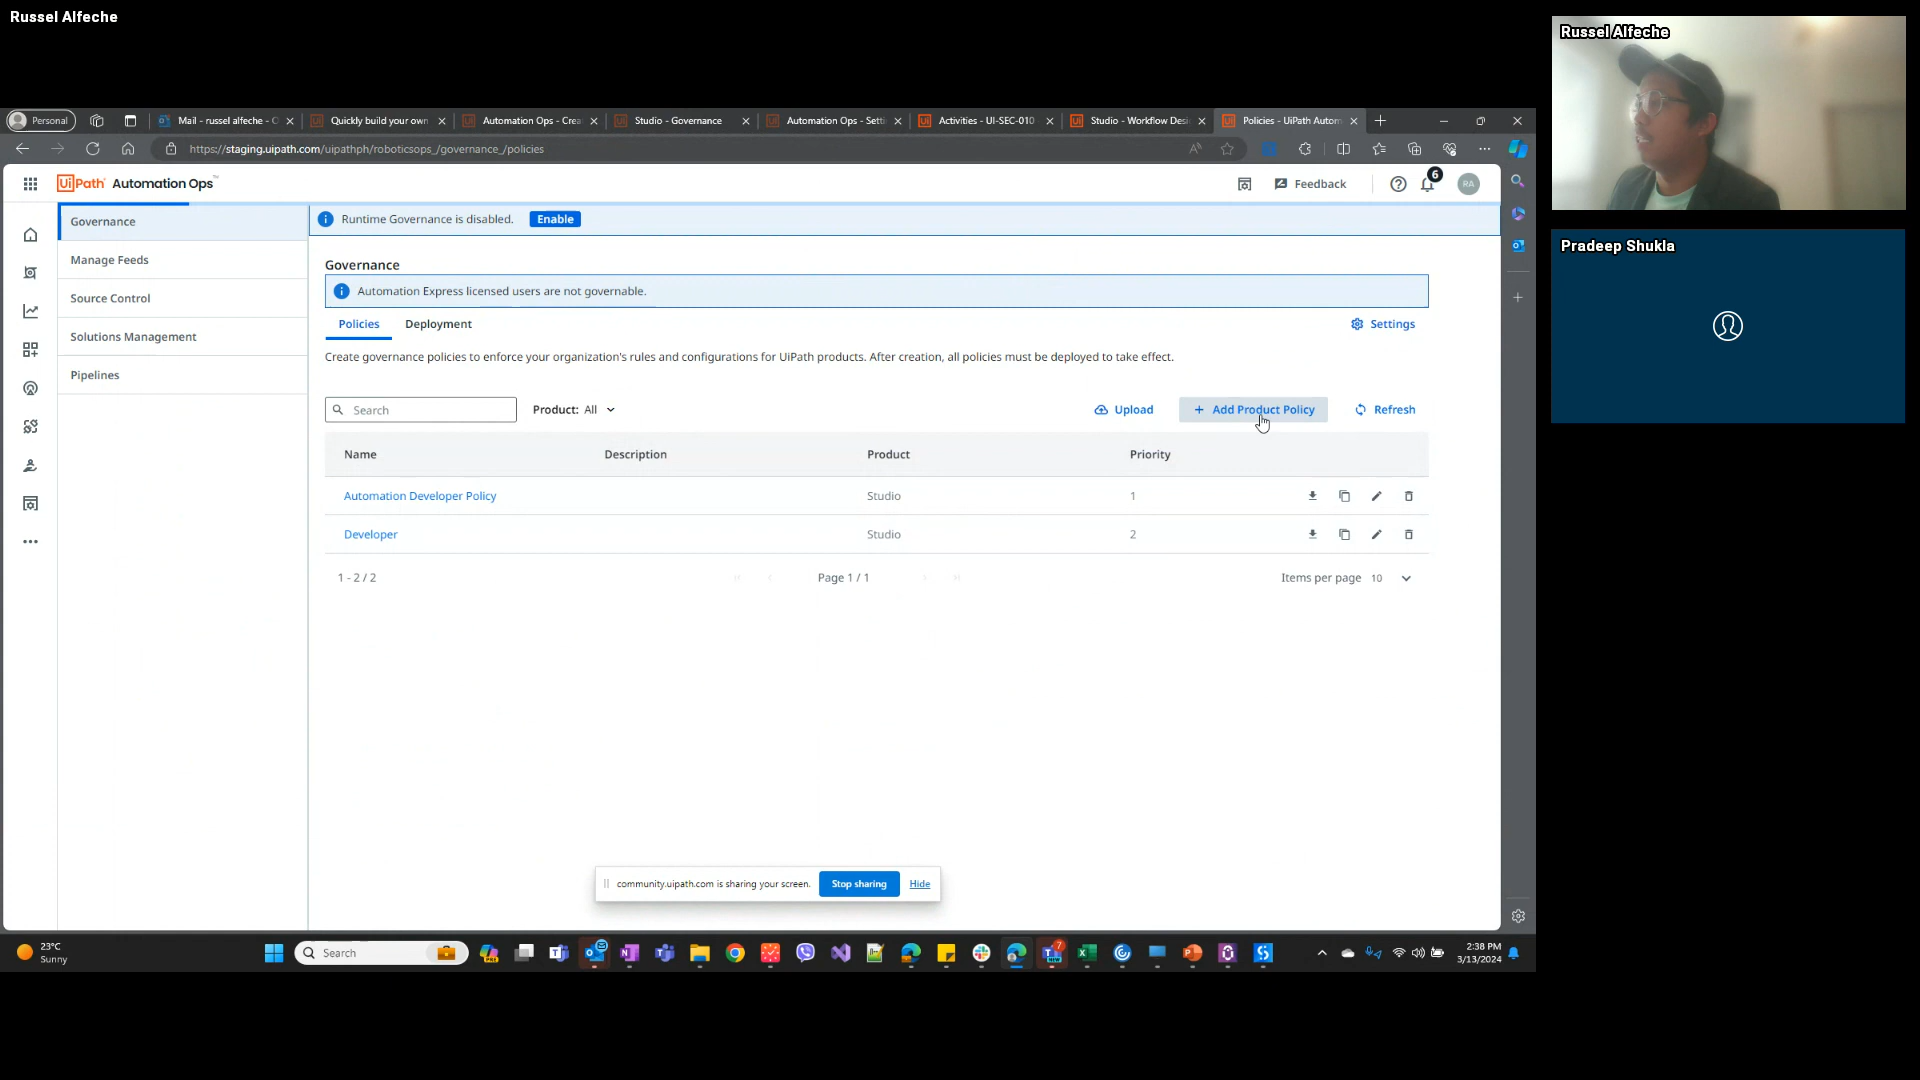 Russel Alfeche
Russel Alfeche
Pradeep Shukla
Personal
Mail - russel alfeche - O
Quickly build your own
Automation Ops - Crea
Studio - Governance
Automation Ops - Setti
Activities - UI-SEC-010
Studio - Workflow Desi
Policies - UiPath Autom
https://staging.uipath.com/uipathph/roboticsops_/governance_/policies
UiPath Automation Ops™
Feedback
6
RA
Governance
Manage Feeds
Source Control
Solutions Management
Pipelines
Runtime Governance is disabled. Enable
Governance
Automation Express licensed users are not governable.
Policies Deployment Settings
Create governance policies to enforce your organization's rules and configurations for UiPath products. After creation, all policies must be deployed to take effect.
Search Product: All Upload + Add Product Policy Refresh
Name Description Product Priority
Automation Developer Policy Studio 1
Developer Studio 2
1 - 2 / 2 Page 1 / 1 Items per page 10
community.uipath.com is sharing your screen. Stop sharing Hide
23°C
Sunny
Search
7
2:38 PM
3/13/2024